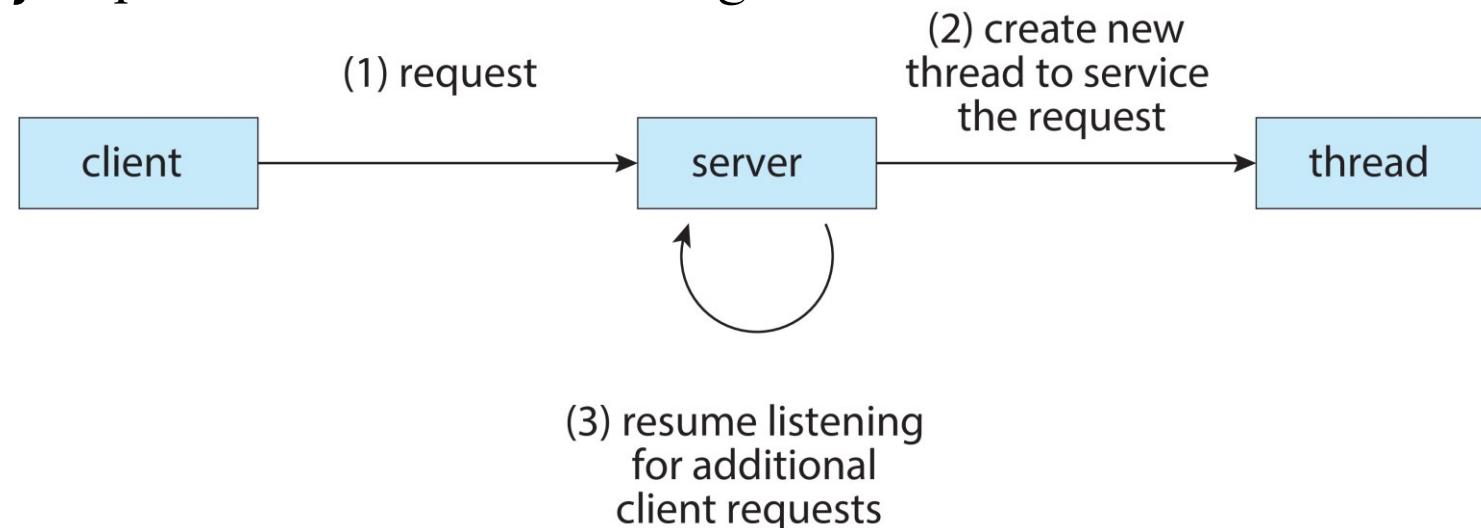 (1) request
(2) create new
thread to service
the request
client
server
thread
(3) resume listening
for additional
client requests